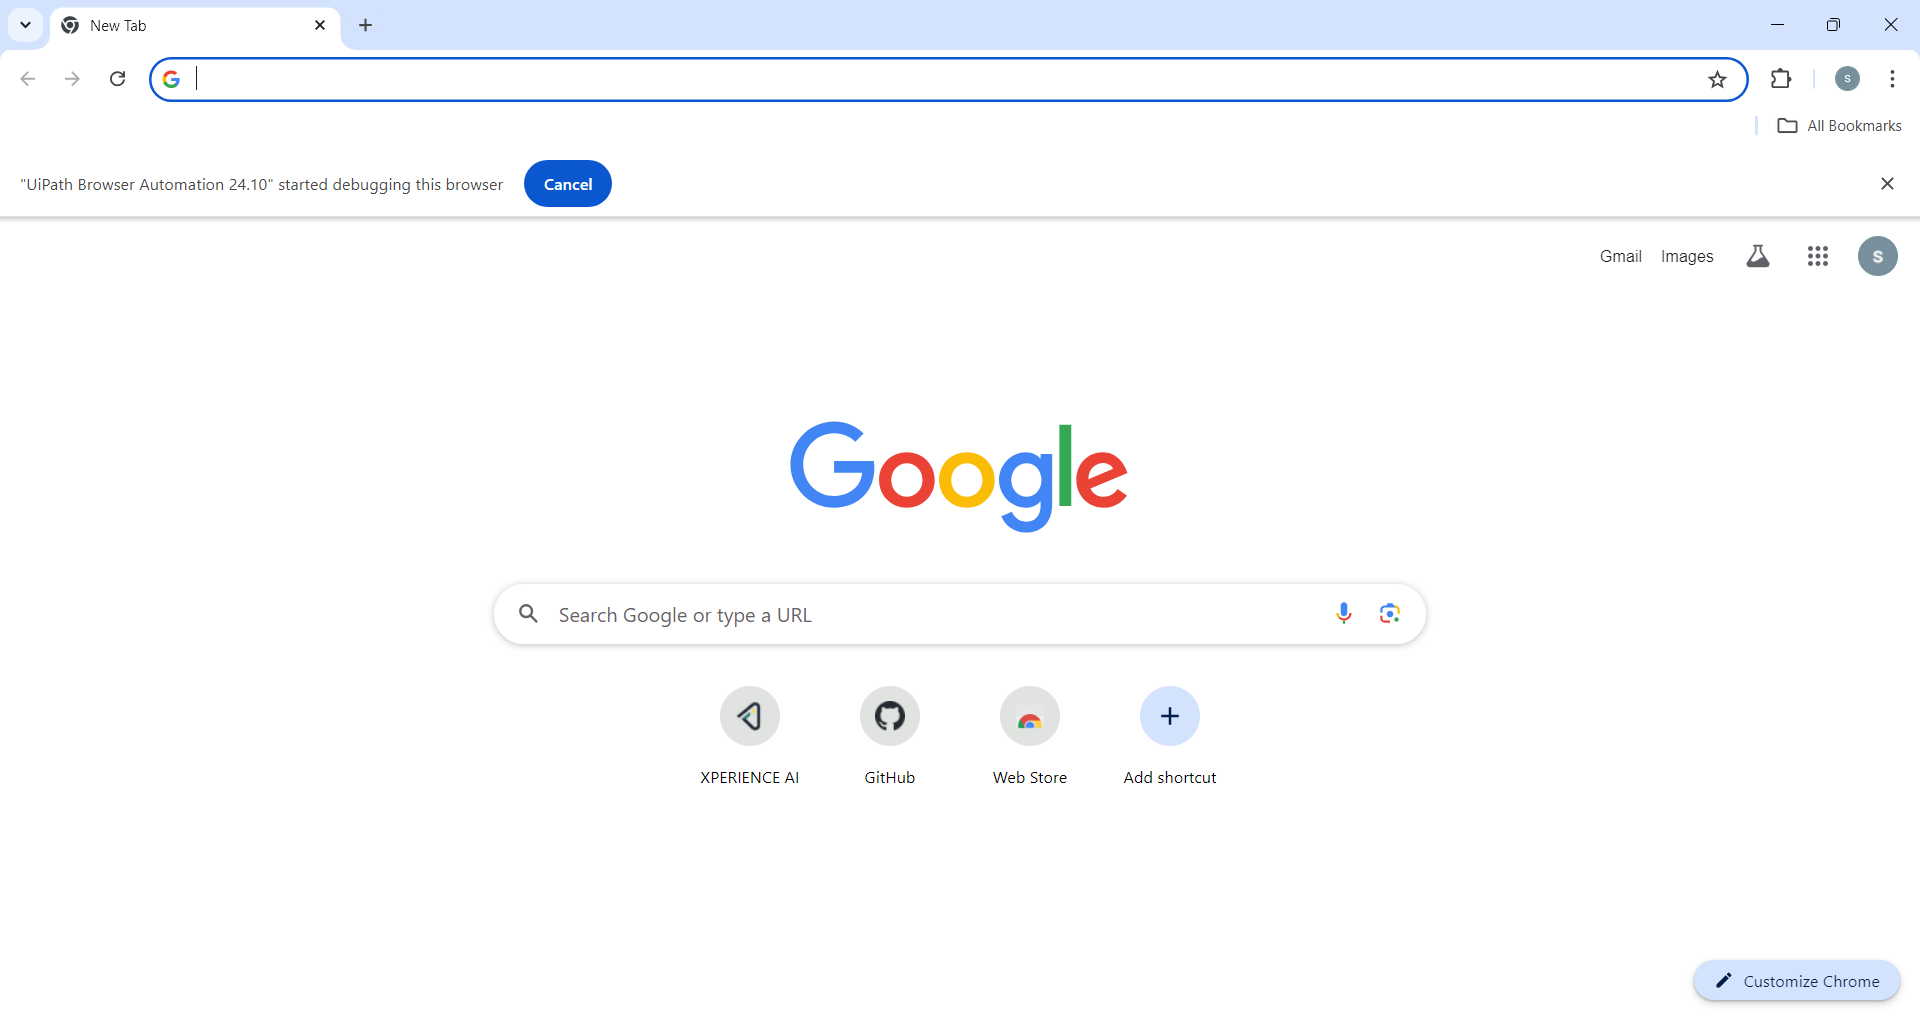 New Tab
All Bookmarks
"UiPath Browser Automation 24.10" started debugging this browser
Cancel
Gmail
Images
S
S
Google
Search Google or type a URL
XPERIENCE AI
GitHub
Web Store
Add shortcut
Customize Chrome